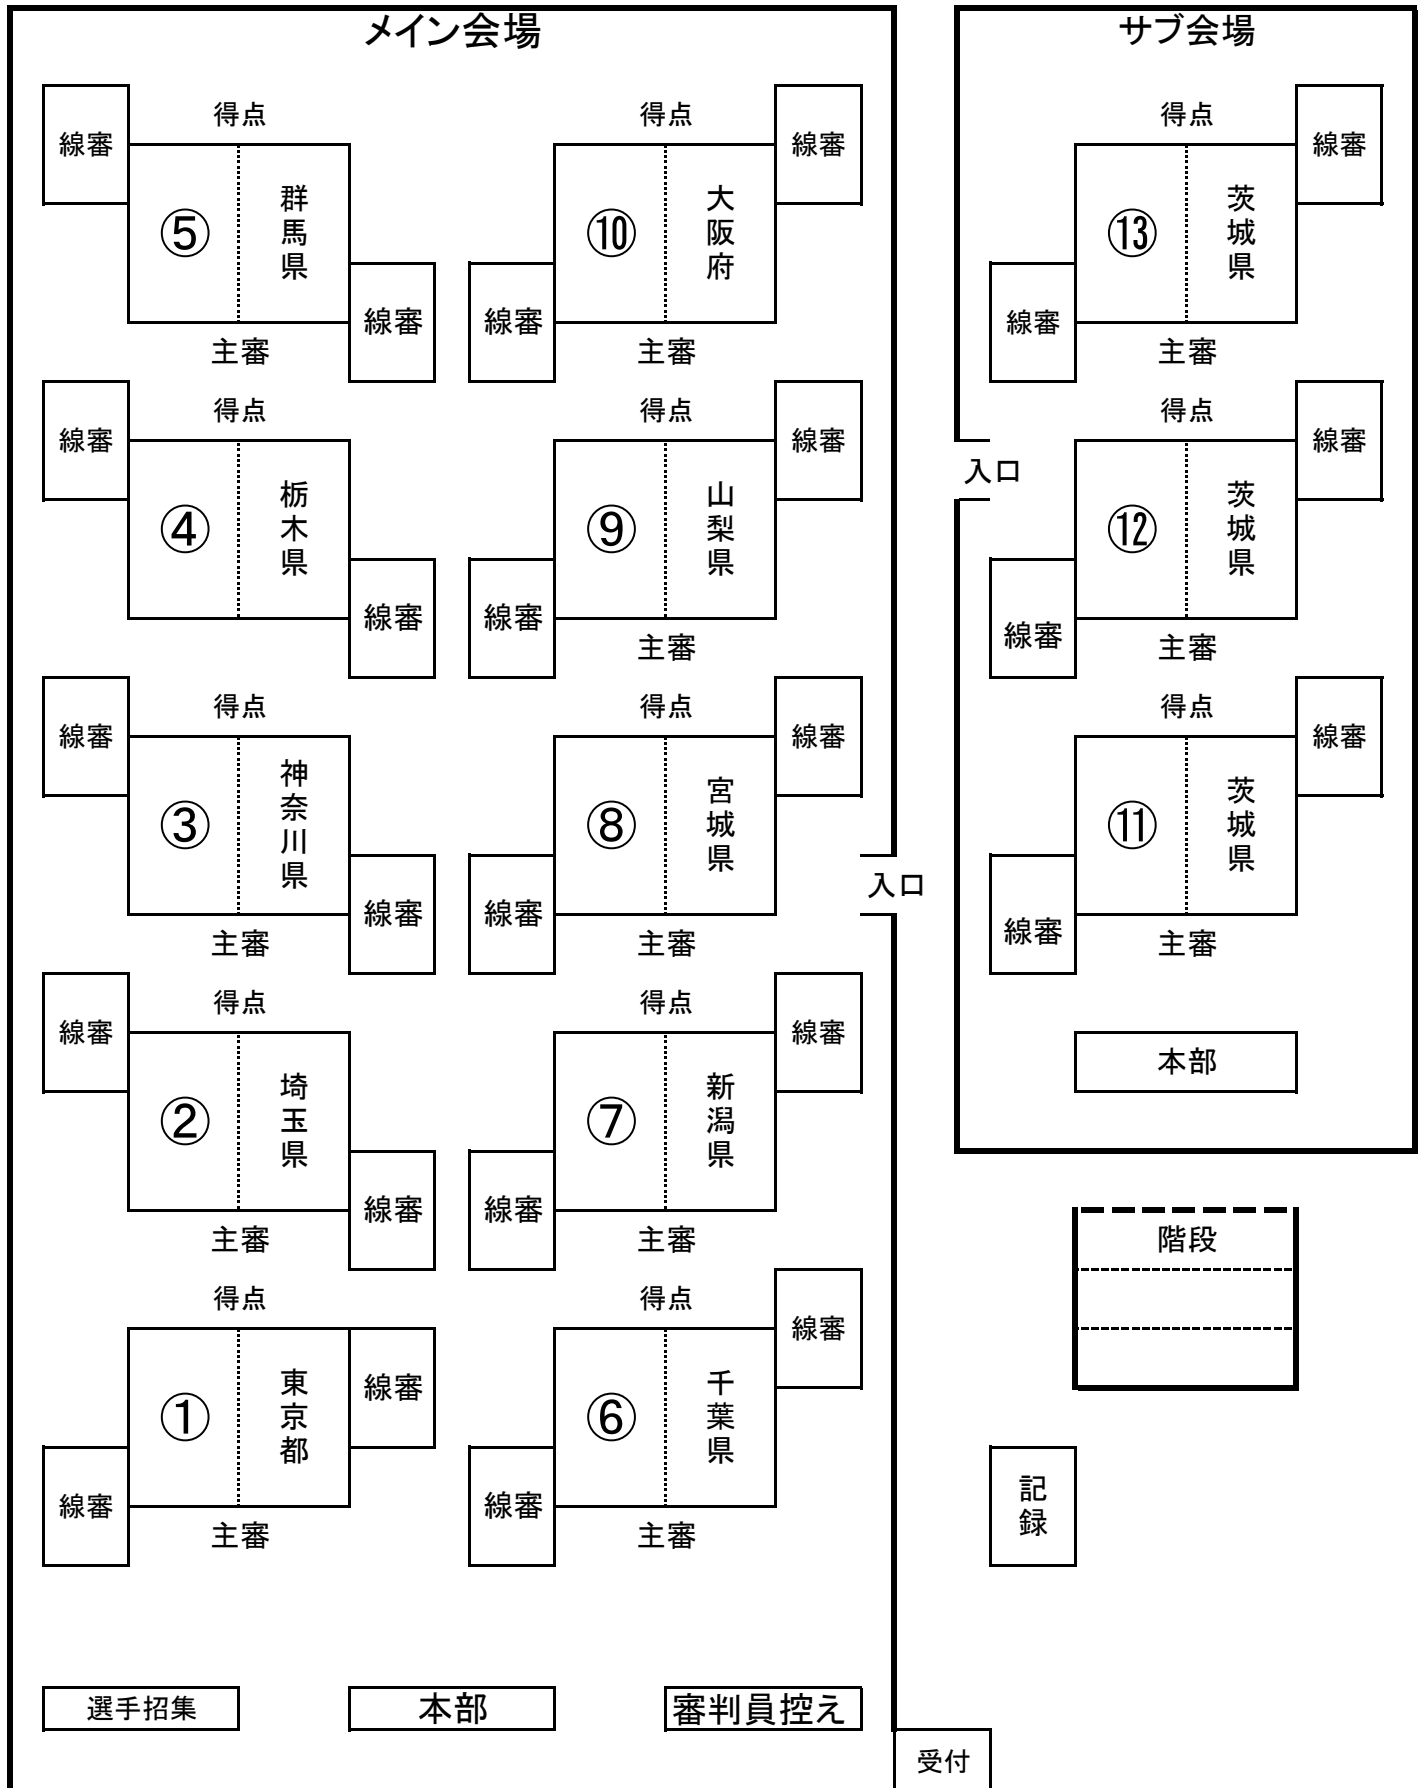 メイン会場
サブ会場
得点
得点
得点
線審
線審
線審
⑤
群馬県
⑩
大阪府
⑬
茨城県
線審
線審
線審
主審
主審
主審
得点
得点
得点
線審
線審
線審
入口
④
栃木県
⑨
山梨県
⑫
茨城県
線審
線審
線審
主審
主審
得点
得点
得点
線審
線審
線審
③
神奈川県
⑧
宮城県
⑪
茨城県
入口
線審
線審
線審
主審
主審
主審
得点
得点
線審
線審
本部
②
埼玉県
⑦
新潟県
線審
線審
主審
主審
階段
得点
得点
線審
線審
①
東京都
⑥
千葉県
線審
線審
記録
主審
主審
選手招集
本部
審判員控え
受付